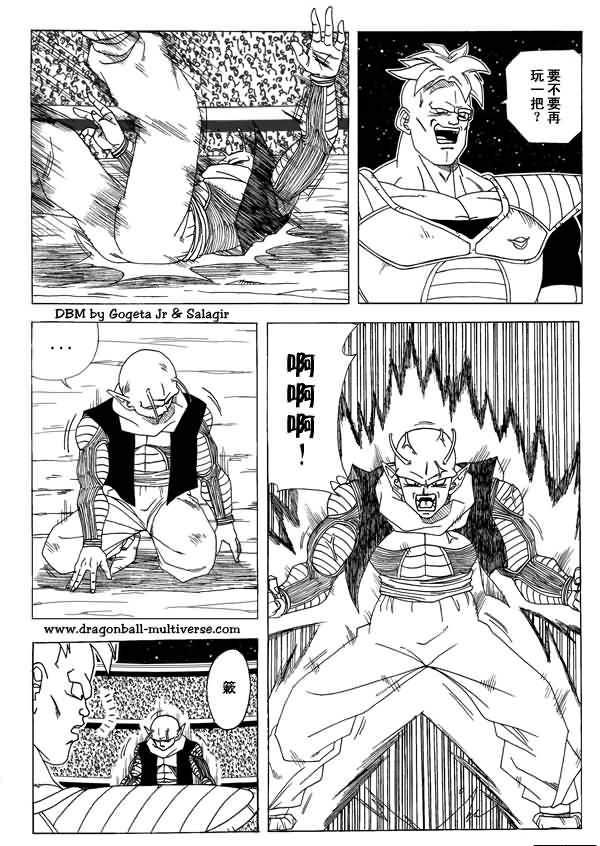 要不要再
玩一把？
DBM by Gogeta Jr & Salagir
...
啊啊啊！
www.dragonball-multiverse.com
簌